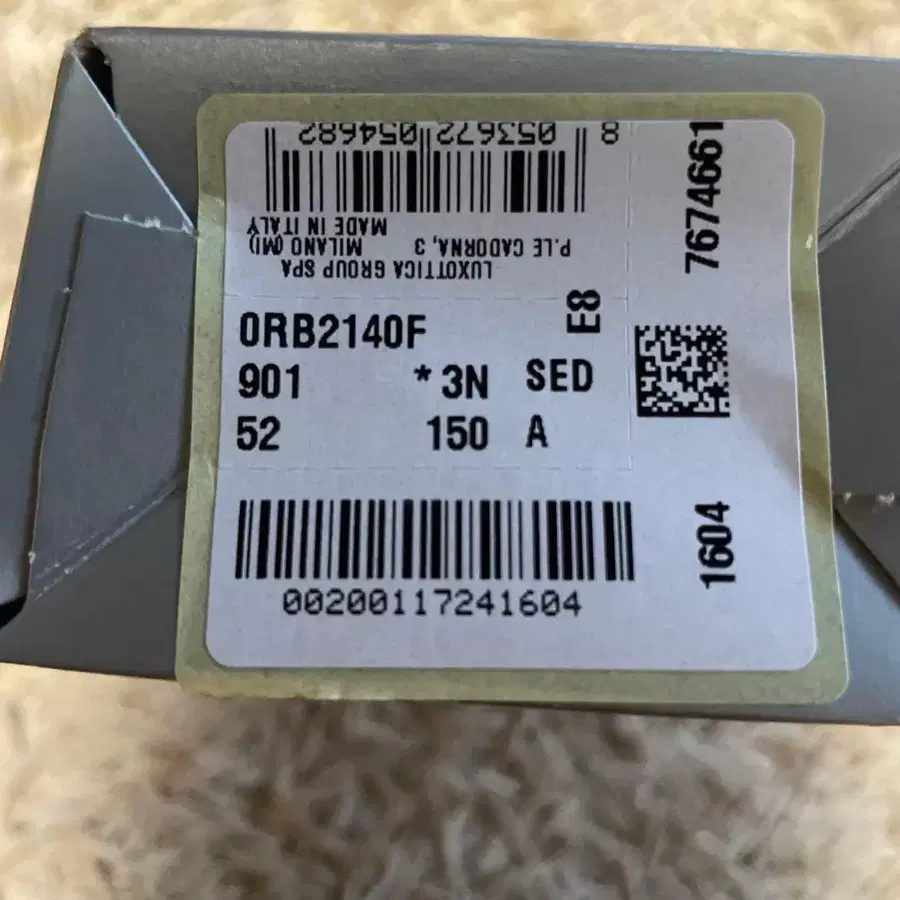 8 053672 054682
LUXOTTICA GROUP SPA
P.LE CADORNA, 3 MILANO (MI)
MADE IN ITALY
0RB2140F E8
901 * 3N SED
52 150 A
00200117241604
7674661
1604